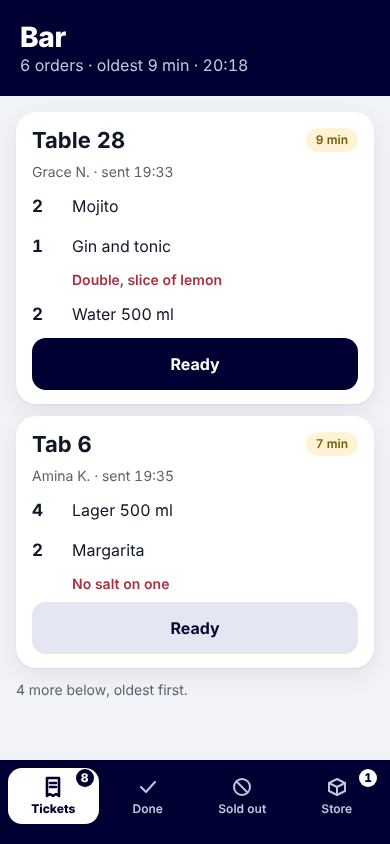 Bar
6 orders · oldest 9 min · 20:18
Table 28
9 min
Grace N. · sent 19:33
2 Mojito
1 Gin and tonic
Double, slice of lemon
2 Water 500 ml
Ready
Tab 6
7 min
Amina K. · sent 19:35
4 Lager 500 ml
2 Margarita
No salt on one
Ready
4 more below, oldest first.
8
1
Tickets Done Sold out Store